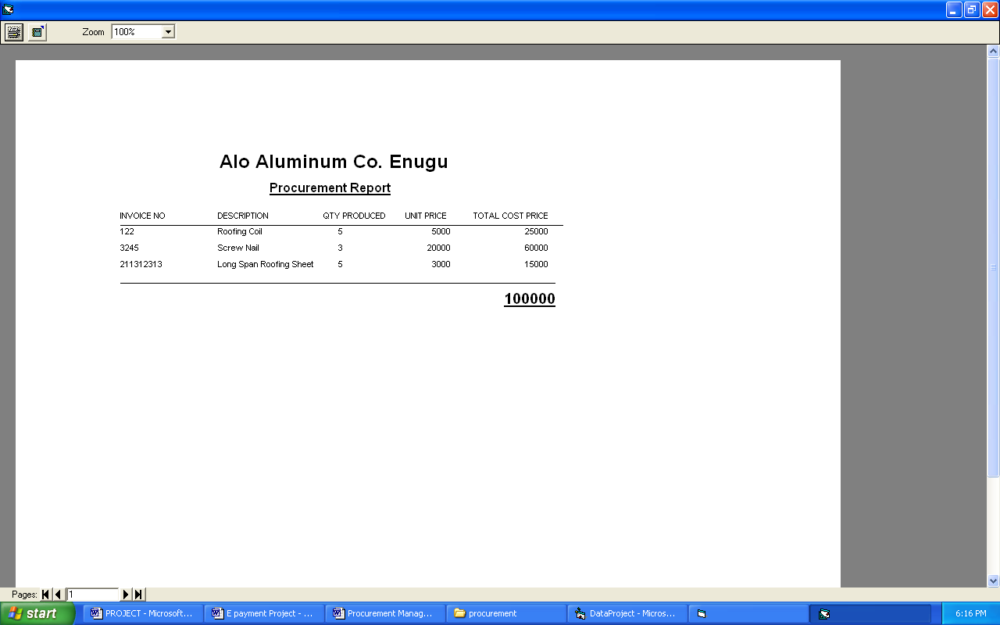 Zoom 100%
Alo Aluminum Co. Enugu
Procurement Report
INVOICE NO DESCRIPTION QTY PRODUCED UNIT PRICE TOTAL COST PRICE
122 Roofing Coil 5 5000 25000
3245 Screw Nail 3 20000 60000
211312313 Long Span Roofing Sheet 5 3000 15000
100000
Pages: 1
start PROJECT - Microsoft... E payment Project - ... Procurement Manag... procurement DataProject - Micros... 6:16 PM